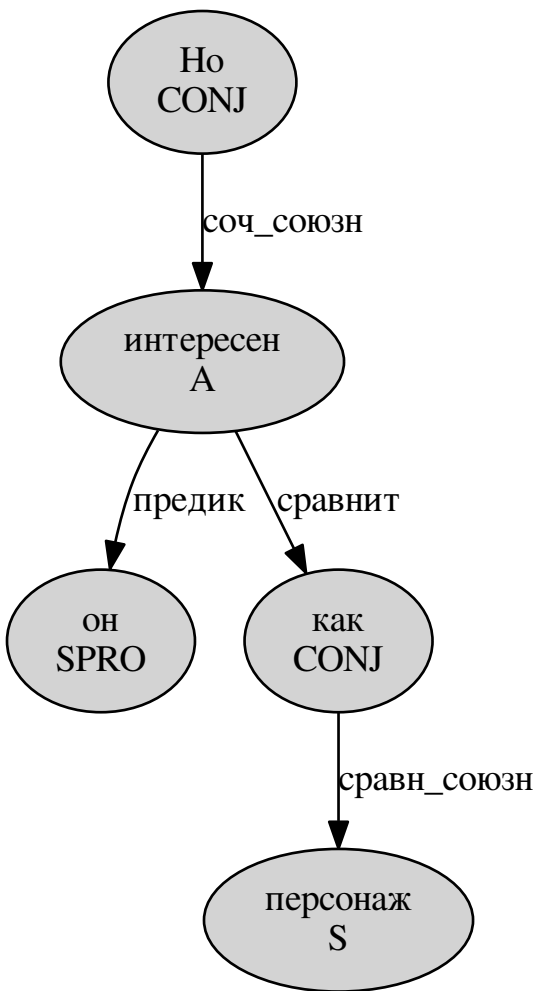 Но
CONJ
соч_союзн
интересен
A
предик
сравнит
он
SPRO
как
CONJ
сравн_союзн
персонаж
S